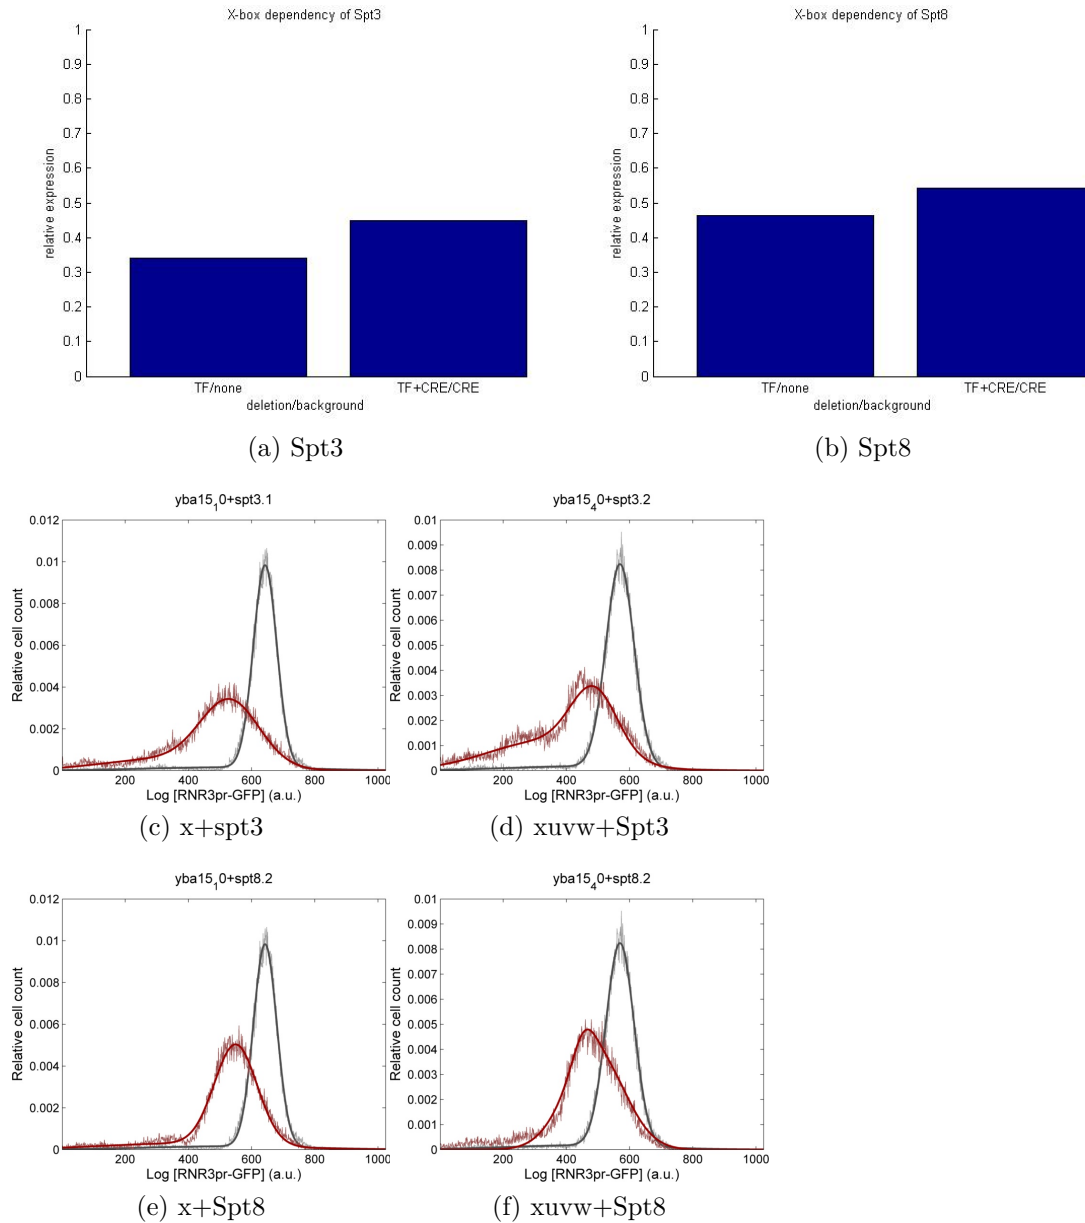 X-box dependency of Spt3
1
0.9
0.8
0.7
0.6
0.5
0.4
0.3
0.2
0.1
0
relative expression
TF/none TF+CRE/CRE
deletion/background
(a) Spt3
X-box dependency of Spt8
1
0.9
0.8
0.7
0.6
0.5
0.4
0.3
0.2
0.1
0
relative expression
TF/none TF+CRE/CRE
deletion/background
(b) Spt8
yba15₁0+spt3.1
0.012
0.01
0.008
0.006
0.004
0.002
0
Relative cell count
200 400 600 800 1000
Log [RNR3pr-GFP] (a.u.)
(c) x+spt3
yba15₄0+spt3.2
0.01
0.009
0.008
0.007
0.006
0.005
0.004
0.003
0.002
0.001
0
Relative cell count
200 400 600 800 1000
Log [RNR3pr-GFP] (a.u.)
(d) xuvw+Spt3
yba15₁0+spt8.2
0.012
0.01
0.008
0.006
0.004
0.002
0
Relative cell count
200 400 600 800 1000
Log [RNR3pr-GFP] (a.u.)
(e) x+Spt8
yba15₄0+spt8.2
0.01
0.009
0.008
0.007
0.006
0.005
0.004
0.003
0.002
0.001
0
Relative cell count
200 400 600 800 1000
Log [RNR3pr-GFP] (a.u.)
(f) xuvw+Spt8